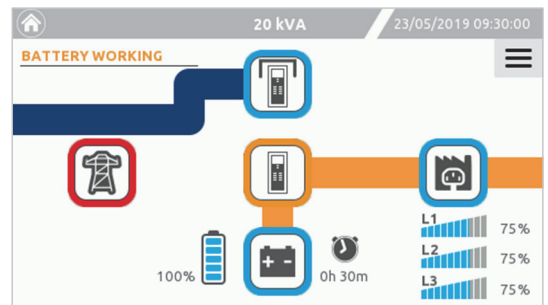 20 kVA
23/05/2019 09:30:00
BATTERY WORKING
L1
75%
L2
75%
100%
0h 30m
L3
75%